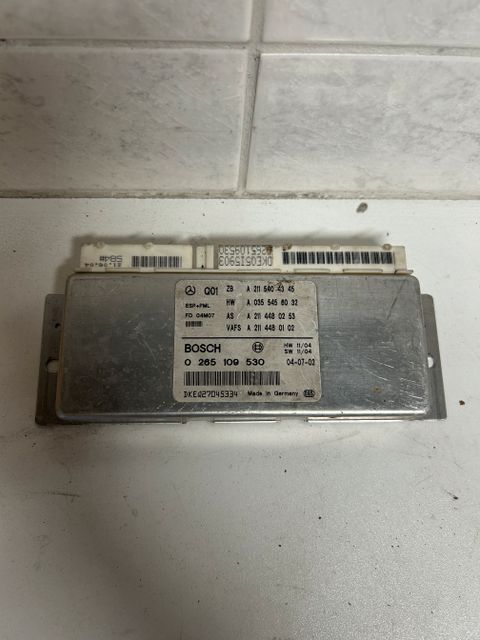 Q01 ZB A 211 540 43 45
ESP+PML HW A 035 545 60 32
FD 04M07 AS A 211 448 02 53
VAFS A 211 448 01 02
BOSCH HW 11/04
SW 11/04
0 265 109 530 04-07-02
DKEQ27D45334 Made in Germany